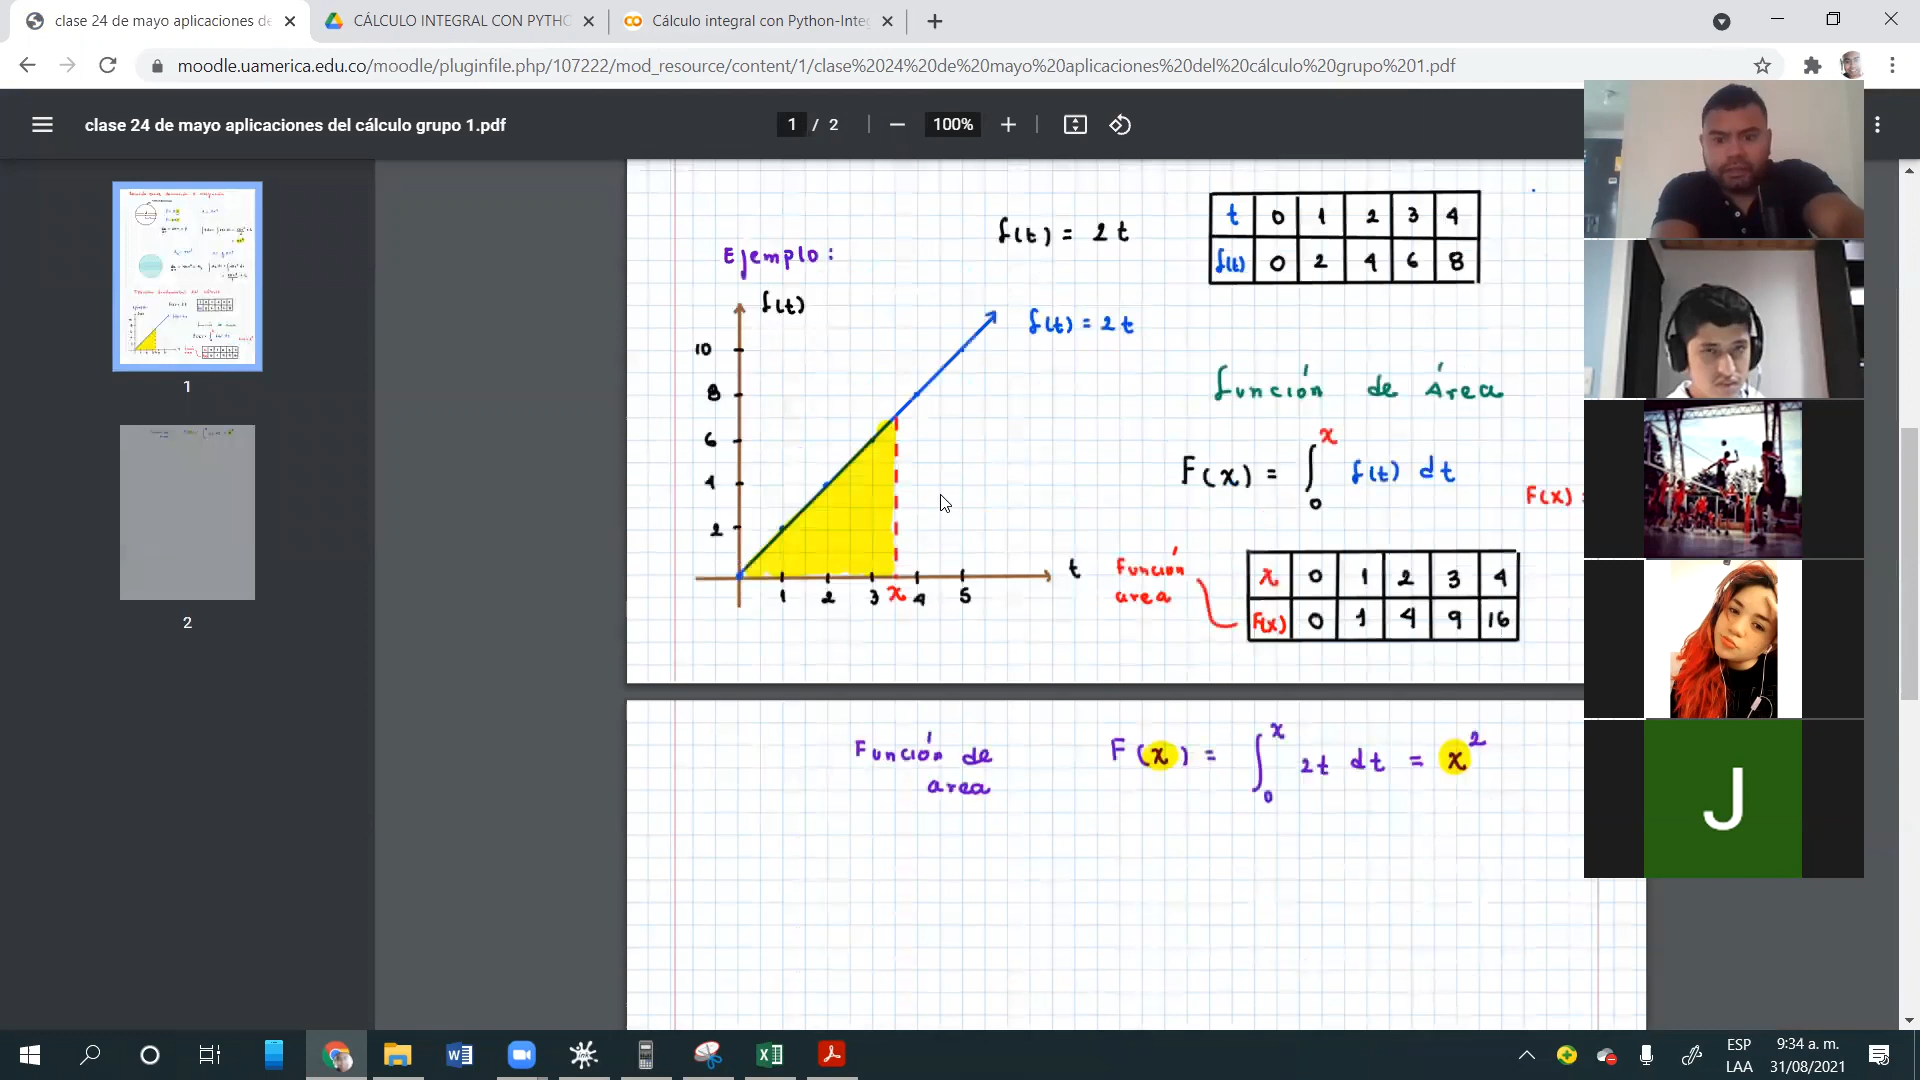 clase 24 de mayo aplicaciones de
CÁLCULO INTEGRAL CON PYTHO
Cálculo integral con Python-Inte
moodle.uamerica.edu.co/moodle/pluginfile.php/107222/mod_resource/content/1/clase%2024%20de%20mayo%20aplicaciones%20del%20cálculo%20grupo%201.pdf
clase 24 de mayo aplicaciones del cálculo grupo 1.pdf
1 / 2
100%
1
2
Ejemplo:
f(t) = 2t
t 0 1 2 3 4
f(t) 0 2 4 6 8
f(t)
10
8
6
4
2
f(t) = 2t
1 2 3 x 4 5
t
función de Área
F(x) = ∫₀ˣ f(t) dt
F(x)
Función
area
x 0 1 2 3 4
F(x) 0 1 4 9 16
Función de
area
F(x) = ∫₀ˣ 2t dt = x²
J
ESP
LAA
9:34 a. m.
31/08/2021